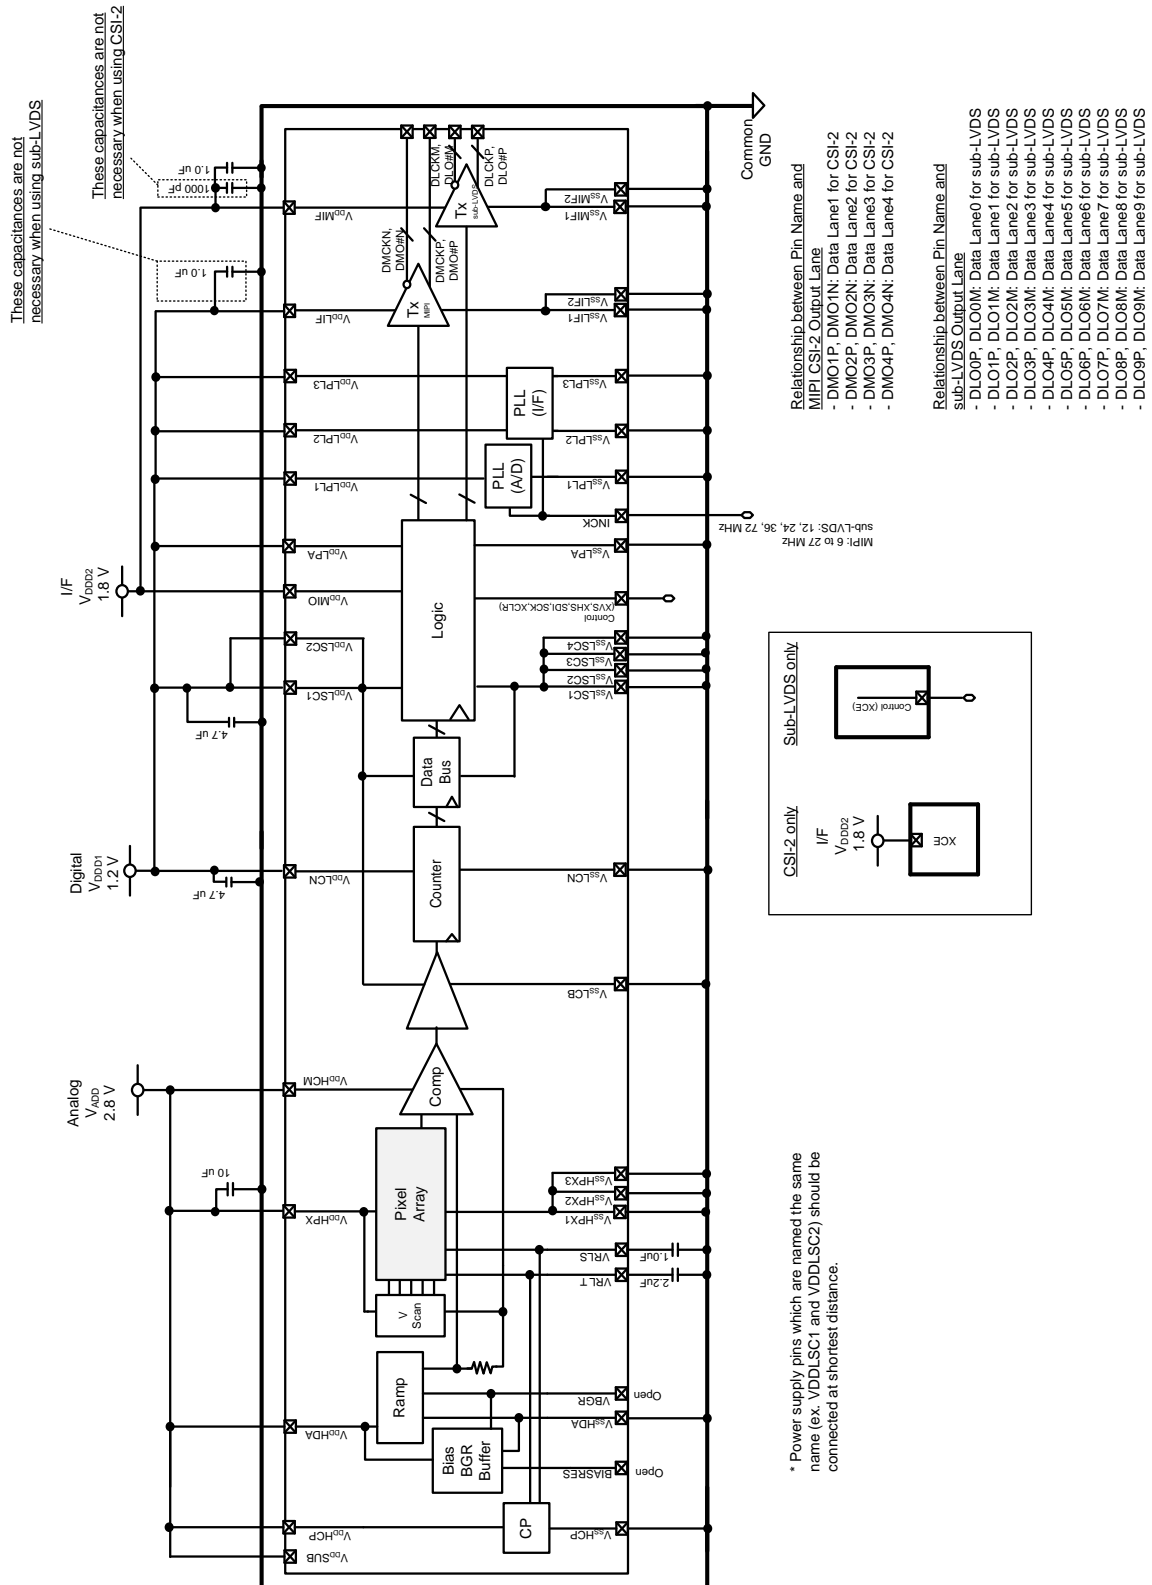 Analog
VADD
2.8 V
Digital
VDDD1
1.2 V
I/F
VDDD2
1.8 V
These capacitances are not
necessary when using sub-LVDS
These capacitances are not
necessary when using CSI-2
10 uF
4.7 uF
4.7 uF
1.0 uF
1000 pF
1.0 uF
VDDSUB
VDDHCP
VDDHDA
VDDHPX
VDDHCM
VDDLCN
VDDLSC1
VDDLSC2
VDDMIO
VDDLPA
VDDLPL1
VDDLPL2
VDDLPL3
VDDLIF
VDDMIF
CP
Bias
BGR
Buffer
Ramp
V
Scan
Pixel
Array
Comp
Counter
Data
Bus
Logic
PLL
(A/D)
PLL
(I/F)
Tx
MIPI
Tx
sub-LVDS
DMCKN,
DMO#N
DMCKP,
DMO#P
DLCKM,
DLO#M
DLCKP,
DLO#P
VSSHCP
BIASRES
VSSHDA
VBGR
VRLT
VRLS
VSSHPX1
VSSHPX2
VSSHPX3
VSSLCB
VSSLCN
VSSLSC1
VSSLSC2
VSSLSC3
VSSLSC4
Control
(XVS,XHS,SDI,SCK,XCLR)
VSSLPA
INCK
VSSLPL1
VSSLPL2
VSSLPL3
VSSLIF1
VSSLIF2
VSSMIF1
VSSMIF2
Open
Open
2.2uF
1.0uF
MIPI: 6 to 27 MHz
sub-LVDS: 12, 24, 36, 72 MHz
Common
GND
* Power supply pins which are named the same
name (ex. VDDLSC1 and VDDLSC2) should be
connected at shortest distance.
CSI-2 only
I/F
VDDD2
1.8 V
XCE
Sub-LVDS only
Control (XCE)
Relationship between Pin Name and
MIPI CSI-2 Output Lane
- DMO1P, DMO1N: Data Lane1 for CSI-2
- DMO2P, DMO2N: Data Lane2 for CSI-2
- DMO3P, DMO3N: Data Lane3 for CSI-2
- DMO4P, DMO4N: Data Lane4 for CSI-2
Relationship between Pin Name and
sub-LVDS Output Lane
- DLO0P, DLO0M: Data Lane0 for sub-LVDS
- DLO1P, DLO1M: Data Lane1 for sub-LVDS
- DLO2P, DLO2M: Data Lane2 for sub-LVDS
- DLO3P, DLO3M: Data Lane3 for sub-LVDS
- DLO4P, DLO4M: Data Lane4 for sub-LVDS
- DLO5P, DLO5M: Data Lane5 for sub-LVDS
- DLO6P, DLO6M: Data Lane6 for sub-LVDS
- DLO7P, DLO7M: Data Lane7 for sub-LVDS
- DLO8P, DLO8M: Data Lane8 for sub-LVDS
- DLO9P, DLO9M: Data Lane9 for sub-LVDS